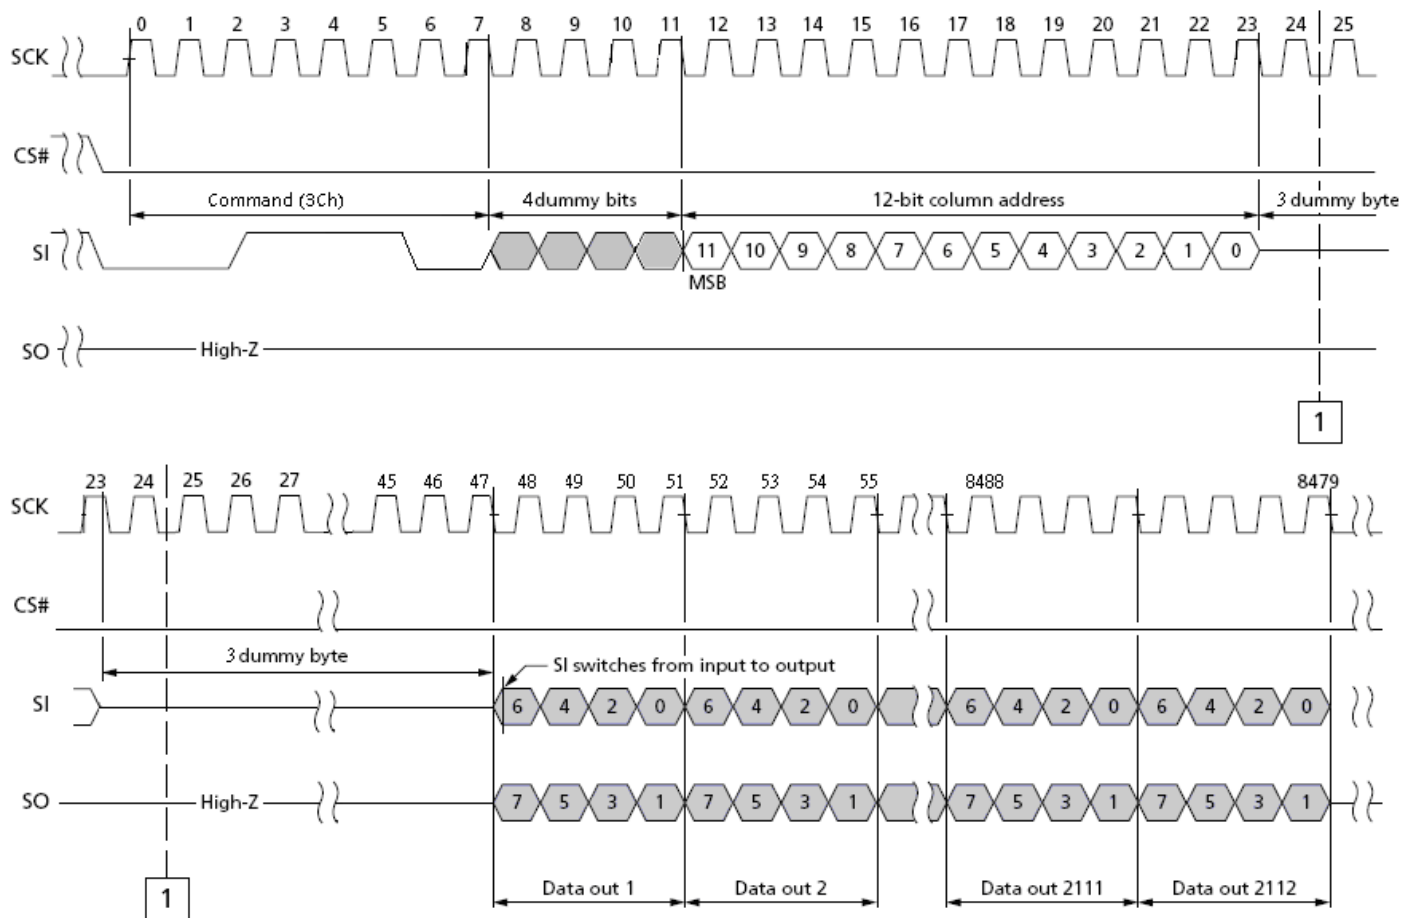 0 1 2 3 4 5 6 7 8 9 10 11 12 13 14 15 16 17 18 19 20 21 22 23 24 25
SCK
CS#
Command (3Ch) 4 dummy bits 12-bit column address 3 dummy byte
SI 11 10 9 8 7 6 5 4 3 2 1 0
MSB
SO High-Z
1
23 24 25 26 27 45 46 47 48 49 50 51 52 53 54 55 8488 8479
SCK
CS#
3 dummy byte
SI switches from input to output
SI 6 4 2 0 6 4 2 0 6 4 2 0 6 4 2 0
SO High-Z 7 5 3 1 7 5 3 1 7 5 3 1 7 5 3 1
1
Data out 1 Data out 2 Data out 2111 Data out 2112